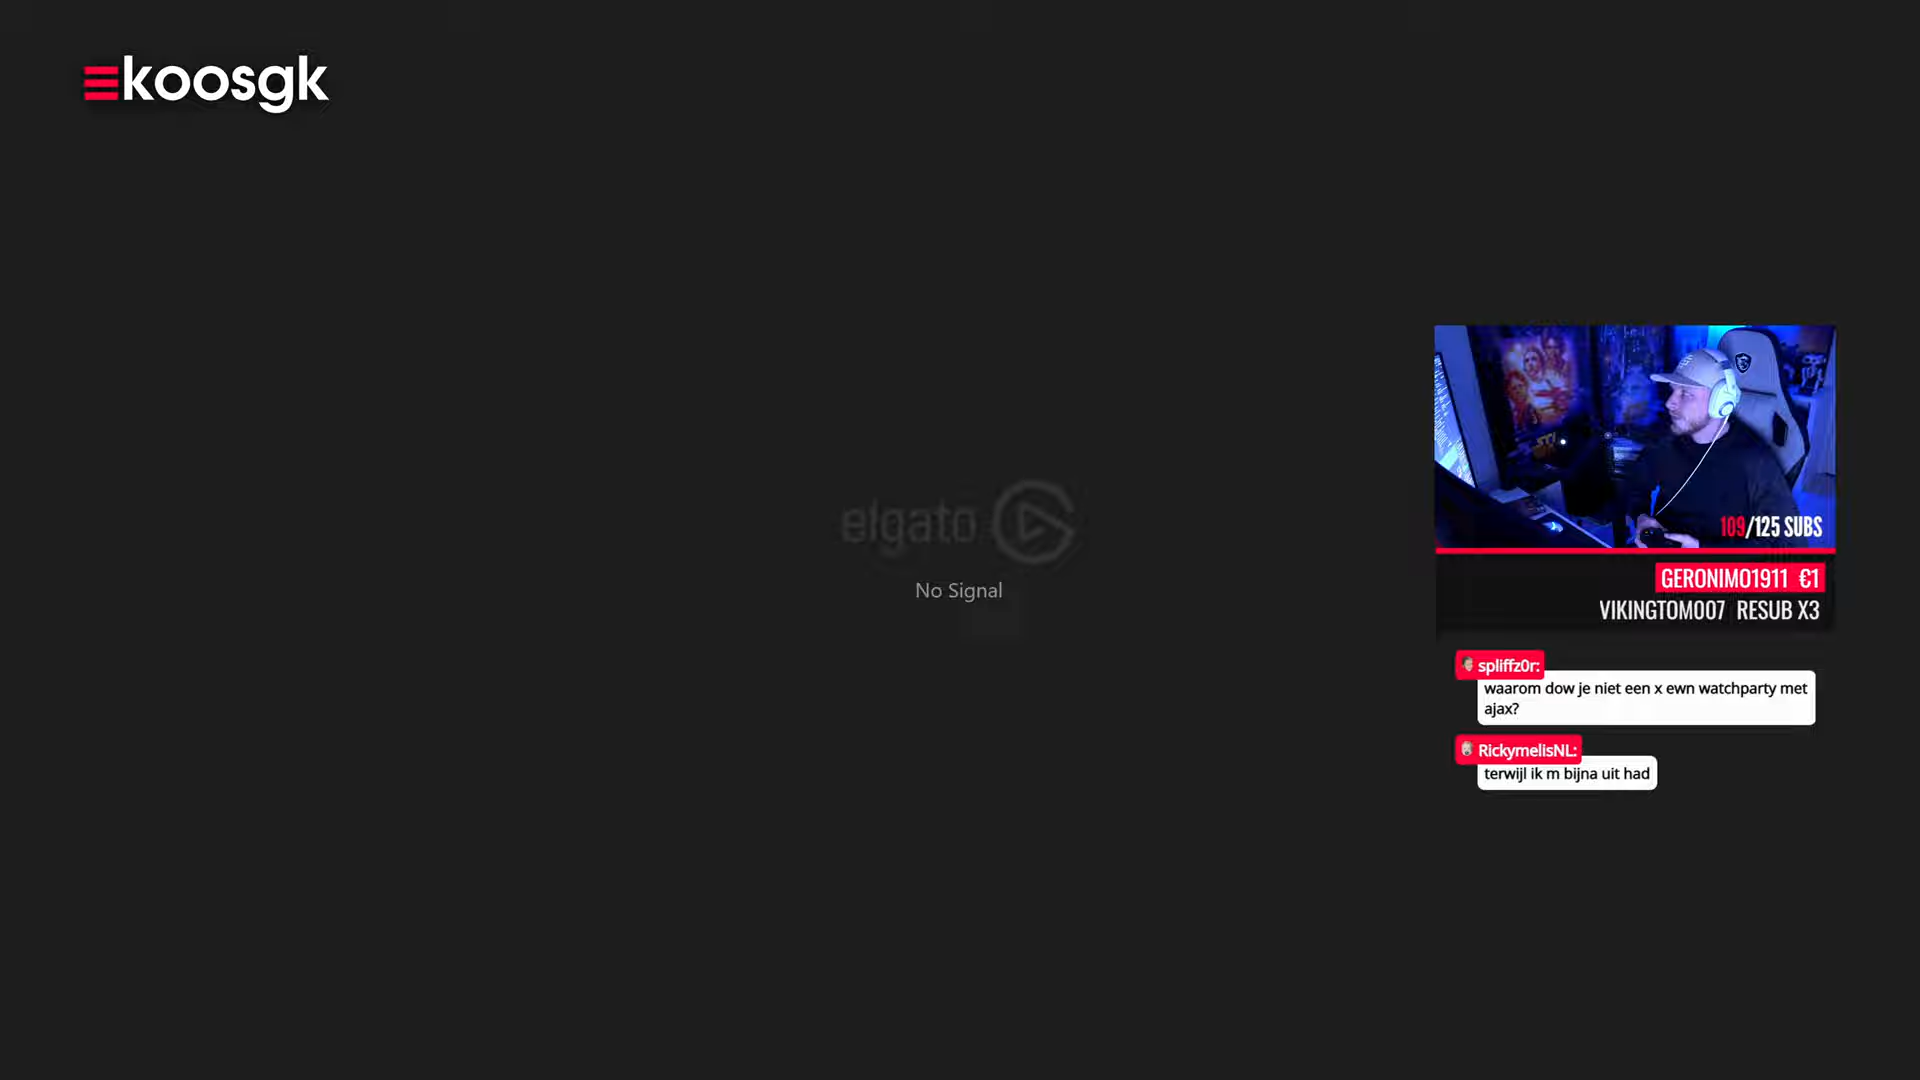 koosgk
elgato
No Signal
109/125 SUBS
GERONIMO1911 €1
VIKINGTOM007 RESUB X3
spliffz0r:
waarom dow je niet een x ewn watchparty met
ajax?
RickymelisNL:
terwijl ik m bijna uit had